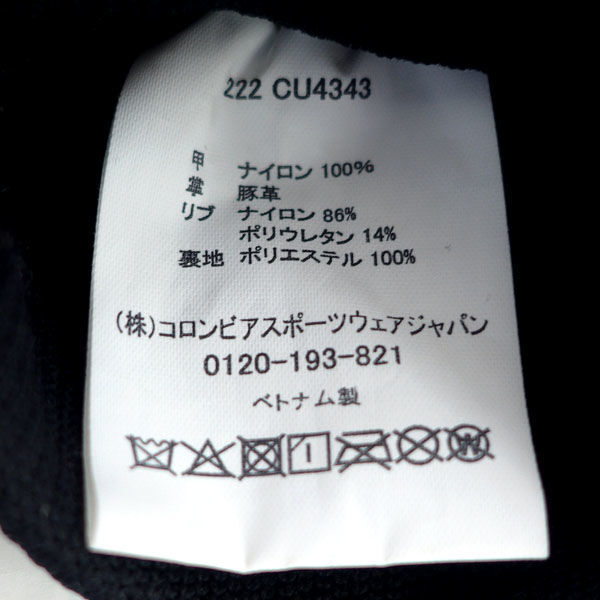 222 CU4343
甲 ナイロン 100%
掌 豚革
リブ ナイロン 86%
ポリウレタン 14%
裏地 ポリエステル 100%
(株)コロンビアスポーツウェアジャパン
0120-193-821
ベトナム製